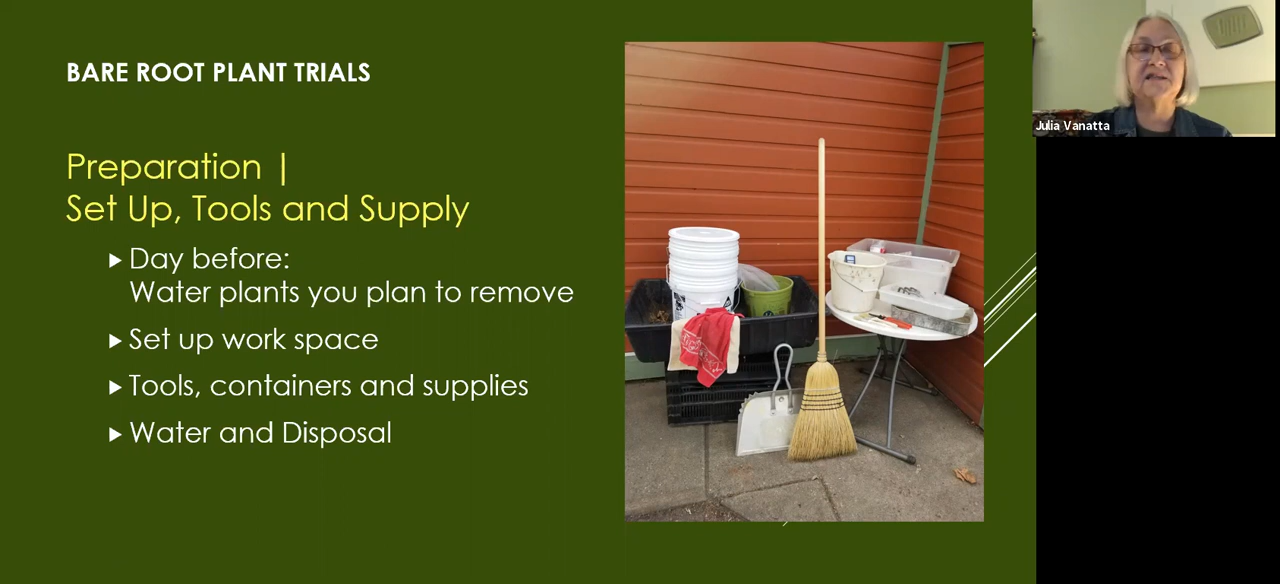 BARE ROOT PLANT TRIALS
Preparation |
Set Up, Tools and Supply
Day before:
Water plants you plan to remove
Set up work space
Tools, containers and supplies
Water and Disposal
Julia Vanatta